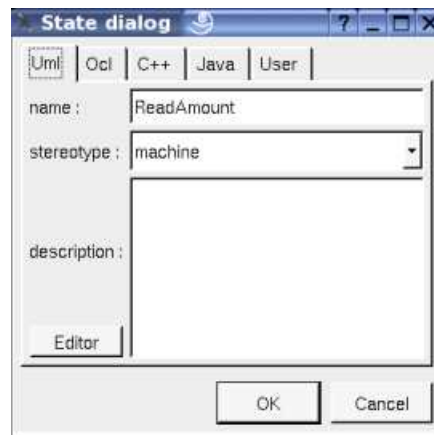 State dialog
Uml Ocl C++ Java User
name : ReadAmount
stereotype : machine
description :
Editor
OK Cancel